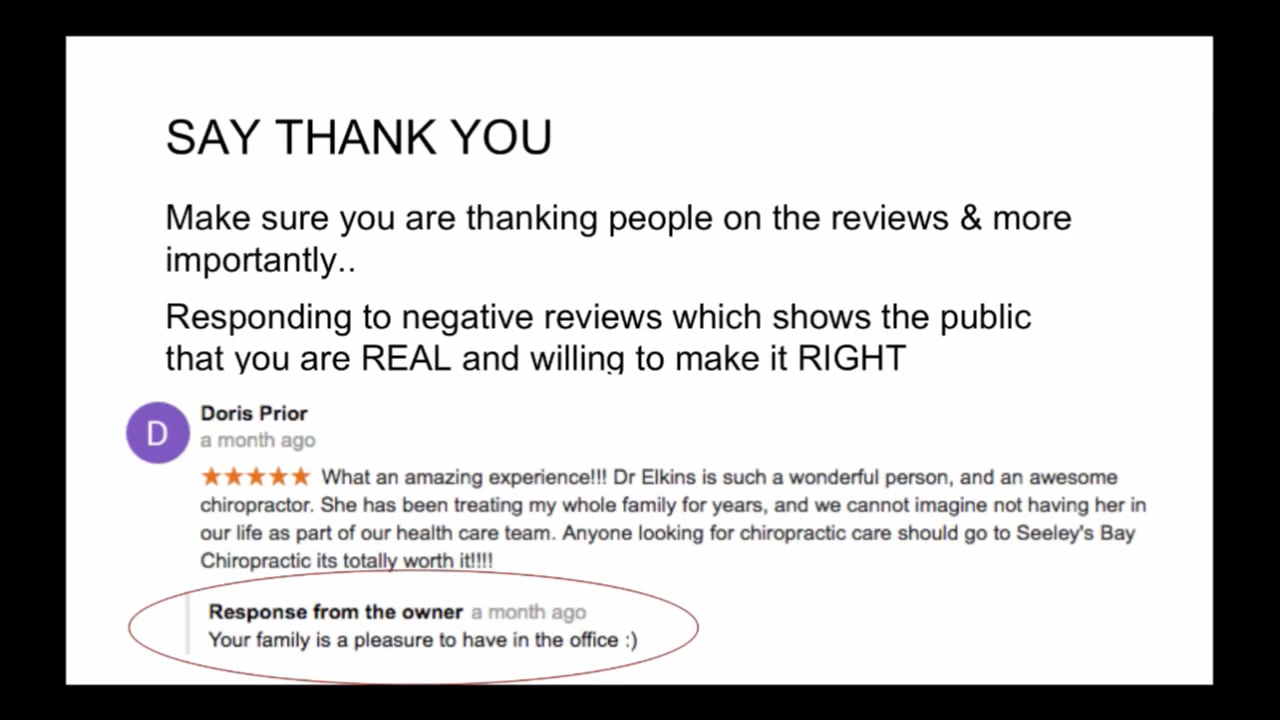 SAY THANK YOU
Make sure you are thanking people on the reviews & more
importantly..
Responding to negative reviews which shows the public
that you are REAL and willing to make it RIGHT
D
Doris Prior
a month ago
★★★★★ What an amazing experience!!! Dr Elkins is such a wonderful person, and an awesome
chiropractor. She has been treating my whole family for years, and we cannot imagine not having her in
our life as part of our health care team. Anyone looking for chiropractic care should go to Seeley's Bay
Chiropractic its totally worth it!!!!
Response from the owner a month ago
Your family is a pleasure to have in the office :)